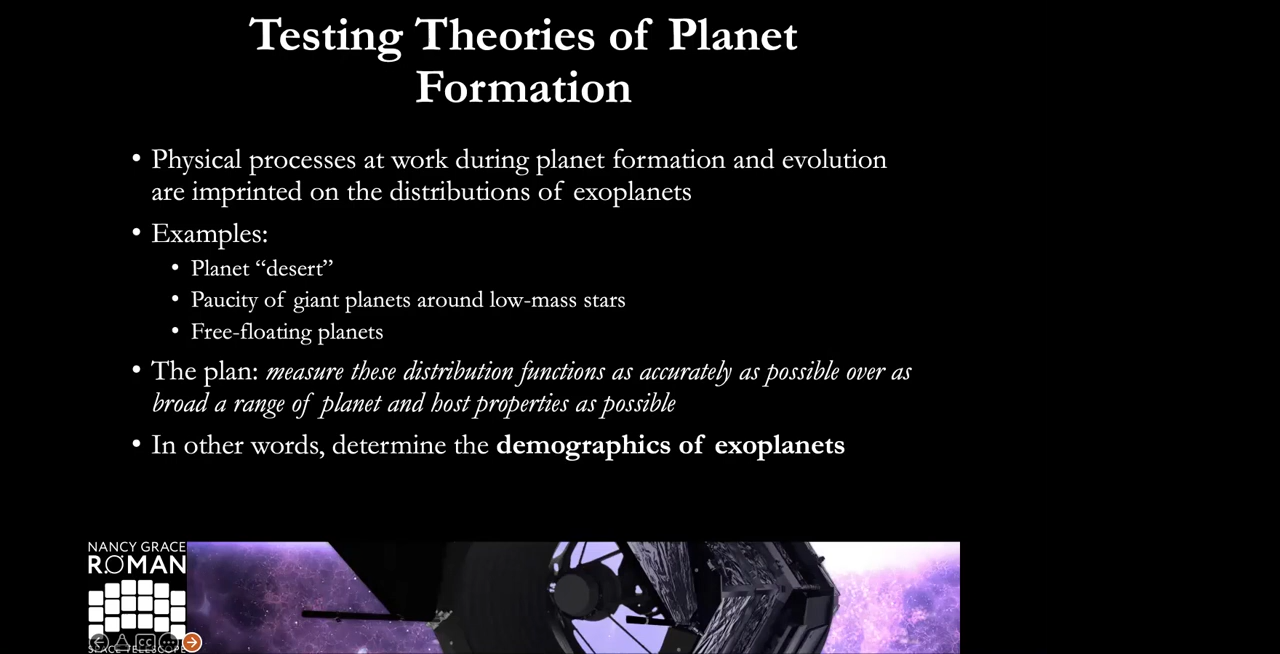 Testing Theories of Planet
Formation
• Physical processes at work during planet formation and evolution
are imprinted on the distributions of exoplanets
• Examples:
• Planet “desert”
• Paucity of giant planets around low-mass stars
• Free-floating planets
• The plan: measure these distribution functions as accurately as possible over as
broad a range of planet and host properties as possible
• In other words, determine the demographics of exoplanets
NANCY GRACE
ROMAN
CC
SPACE TELESCOPE